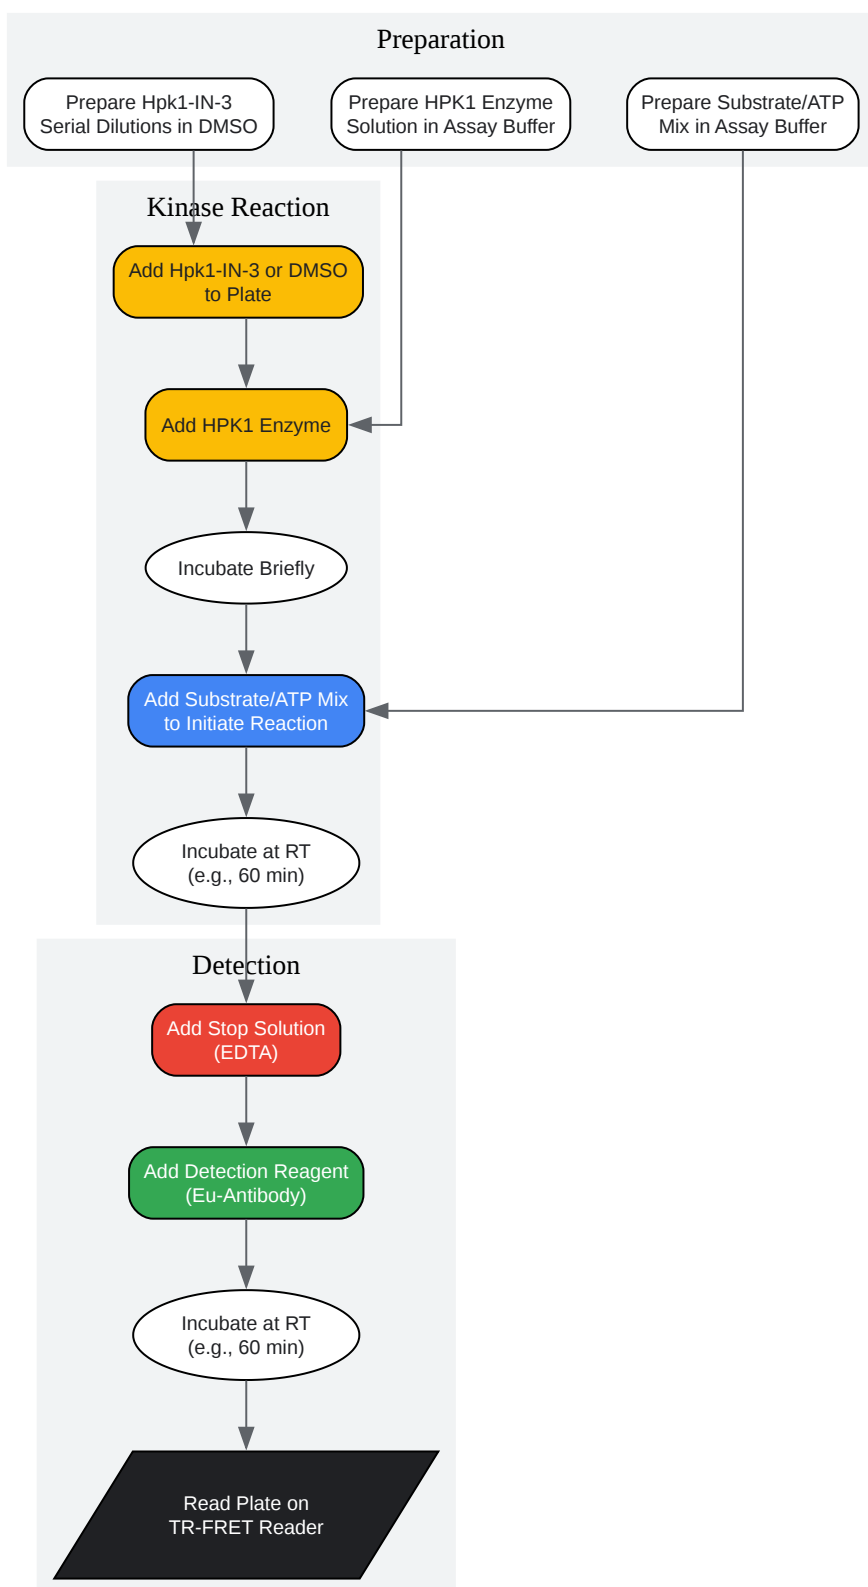 Preparation
Prepare Hpk1-IN-3
Serial Dilutions in DMSO
Prepare HPK1 Enzyme
Solution in Assay Buffer
Prepare Substrate/ATP
Mix in Assay Buffer
Kinase Reaction
Add Hpk1-IN-3 or DMSO
to Plate
Add HPK1 Enzyme
Incubate Briefly
Add Substrate/ATP Mix
to Initiate Reaction
Incubate at RT
(e.g., 60 min)
Detection
Add Stop Solution
(EDTA)
Add Detection Reagent
(Eu-Antibody)
Incubate at RT
(e.g., 60 min)
Read Plate on
TR-FRET Reader